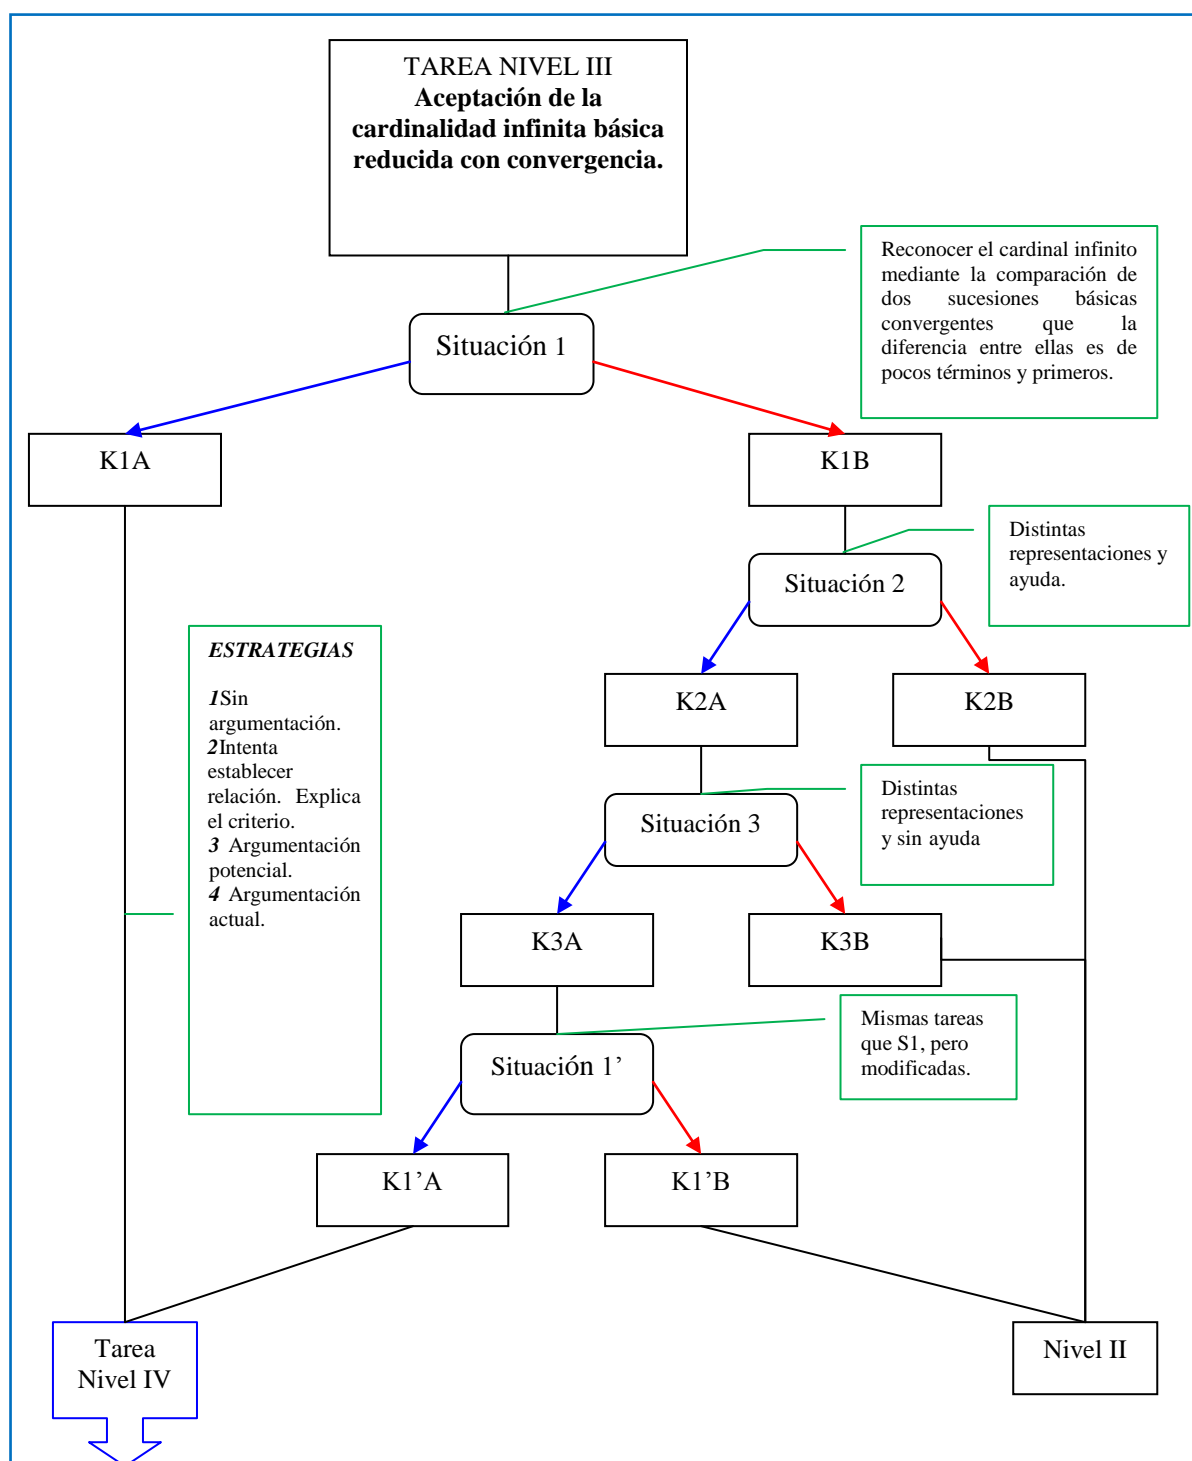 TAREA NIVEL III
Aceptación de la
cardinalidad infinita básica
reducida con convergencia.
Reconocer el cardinal infinito
mediante la comparación de
dos sucesiones básicas
convergentes que la
diferencia entre ellas es de
pocos términos y primeros.
Situación 1
K1A
K1B
Distintas
representaciones y
ayuda.
Situación 2
ESTRATEGIAS
1Sin
argumentación.
2Intenta
establecer
relación. Explica
el criterio.
3 Argumentación
potencial.
4 Argumentación
actual.
K2A
K2B
Distintas
representaciones
y sin ayuda
Situación 3
K3A
K3B
Mismas tareas
que S1, pero
modificadas.
Situación 1’
K1’A
K1’B
Tarea
Nivel IV
Nivel II